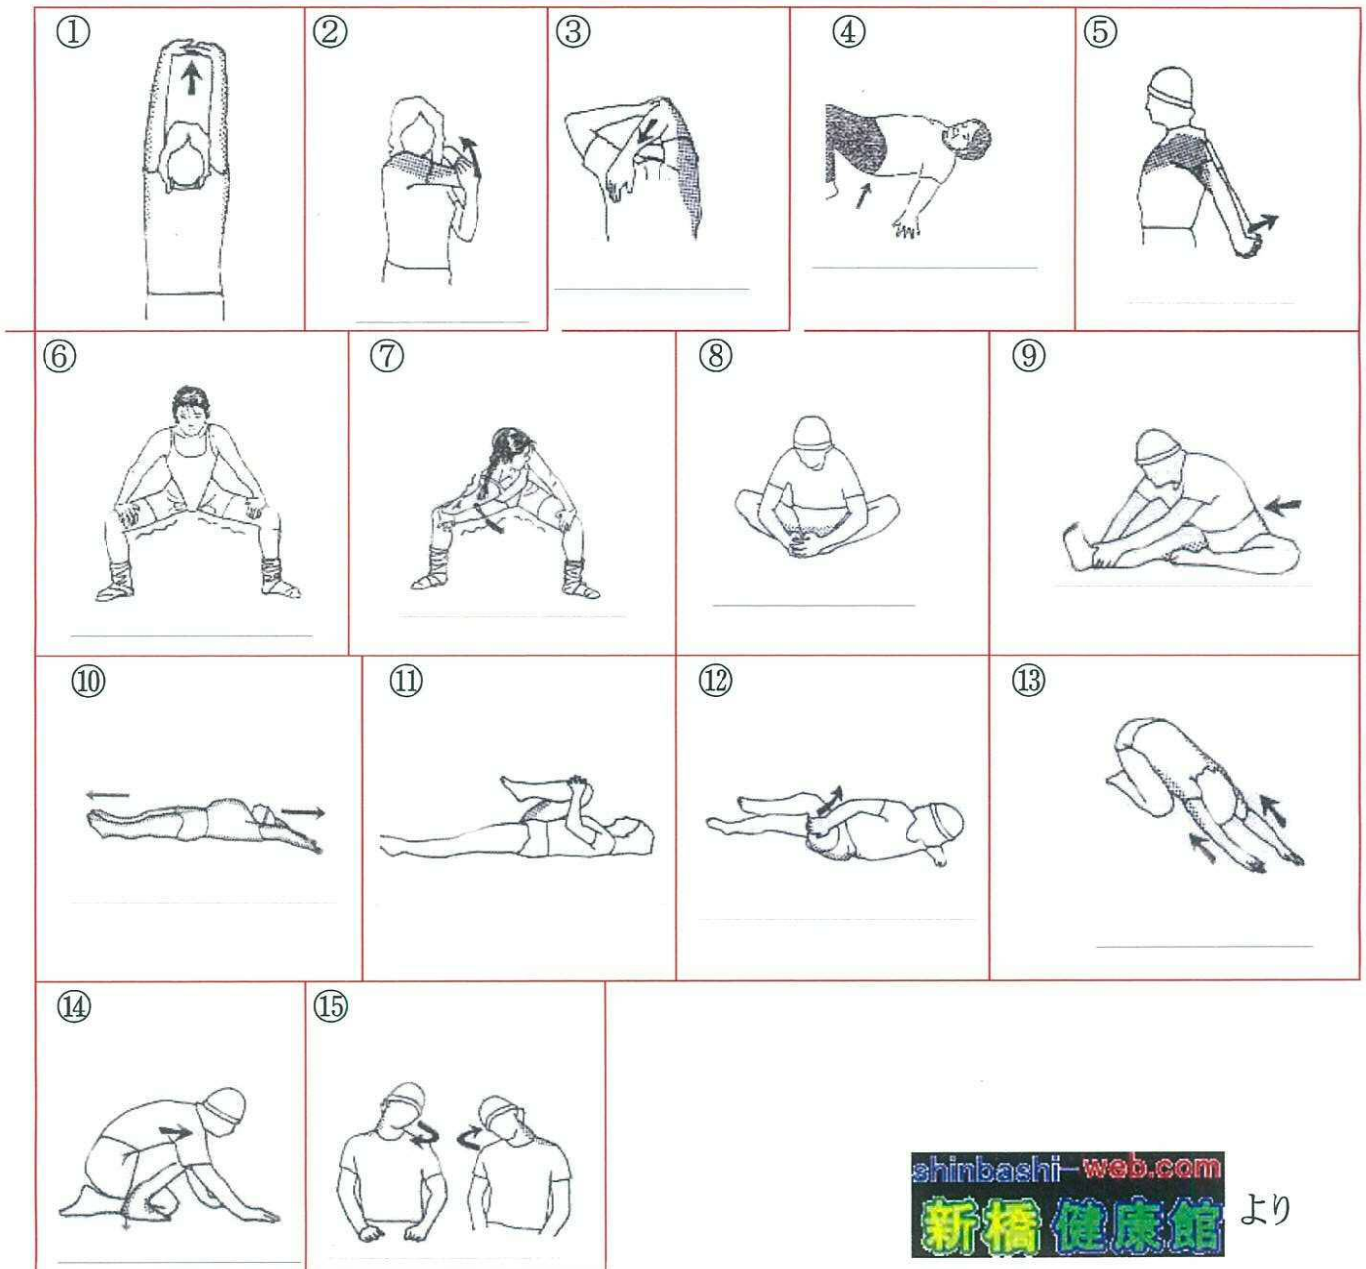 ① ② ③ ④ ⑤
⑥ ⑦ ⑧ ⑨
⑩ ⑪ ⑫ ⑬
⑭ ⑮
shinbashi-web.com
新橋健康館 より